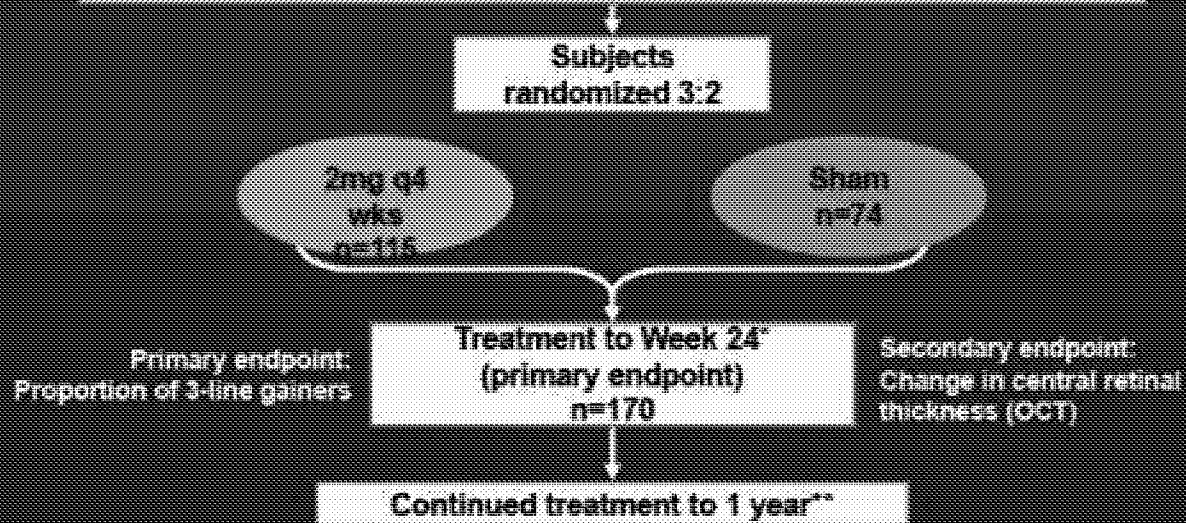 Subjects
randomized 3:2
2mg q4
wks
n=115
Sham
n=74
Primary endpoint:
Proportion of 3-line gainers
Treatment to Week 24*
(primary endpoint)
n=170
Secondary endpoint:
Change in central retinal
thickness (OCT)
Continued treatment to 1 year**